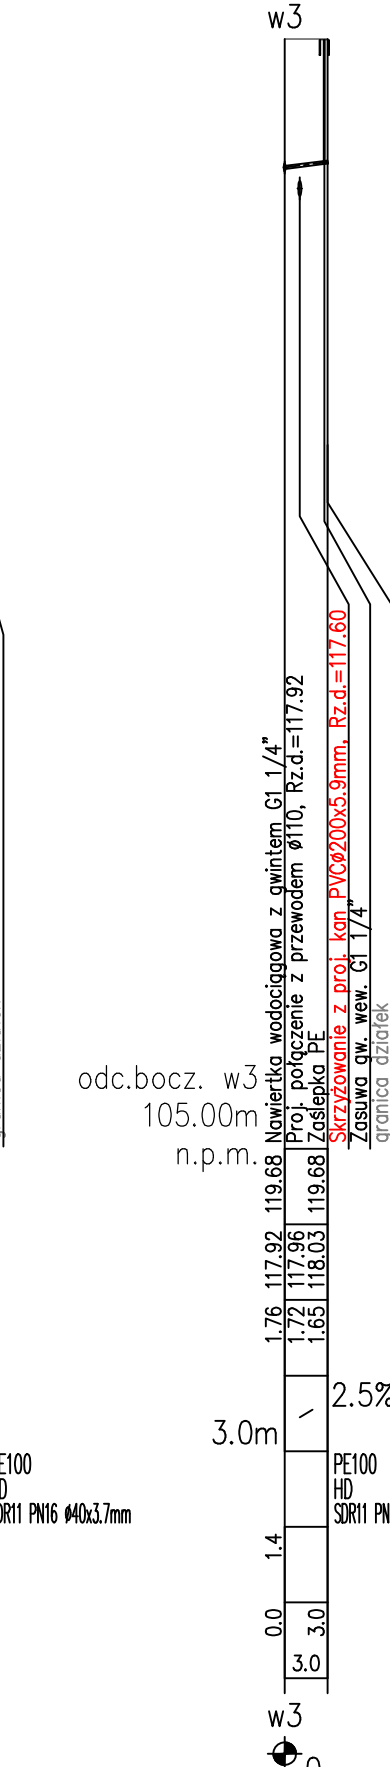 w3
Nawiertka wodociągowa z gwintem G1 1/4"
Proj. połączenie z przewodem ø110, Rz.d.=117.92
Zaślepka PE
Skrzyżowanie z proj. kan PVCø200x5.9mm, Rz.d.=117.60
Zasuwa gw. wew. G1 1/4"
granica działek
odc.bocz. w3
105.00m
n.p.m.
119.68
119.68
117.92
117.96
118.03
1.76
1.72
1.65
2.5%
3.0m
PE100
HD
SDR11 PN16 ø40x3.7mm
PE100
HD
SDR11 PN
1.4
0.0
3.0
3.0
w3